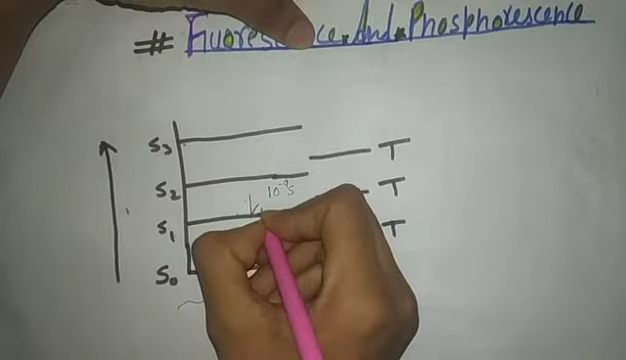 # Fluorescence And Phosphorescence
S₃
T
S₂
10⁻⁹s
T
S₁
T
S₀